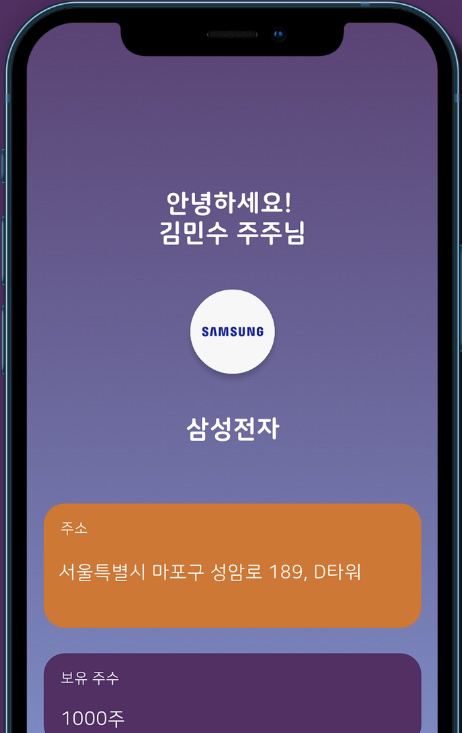 안녕하세요!
김민수 주주님
SAMSUNG
삼성전자
주소
서울특별시 마포구 성암로 189, D타워
보유 주수
1000주